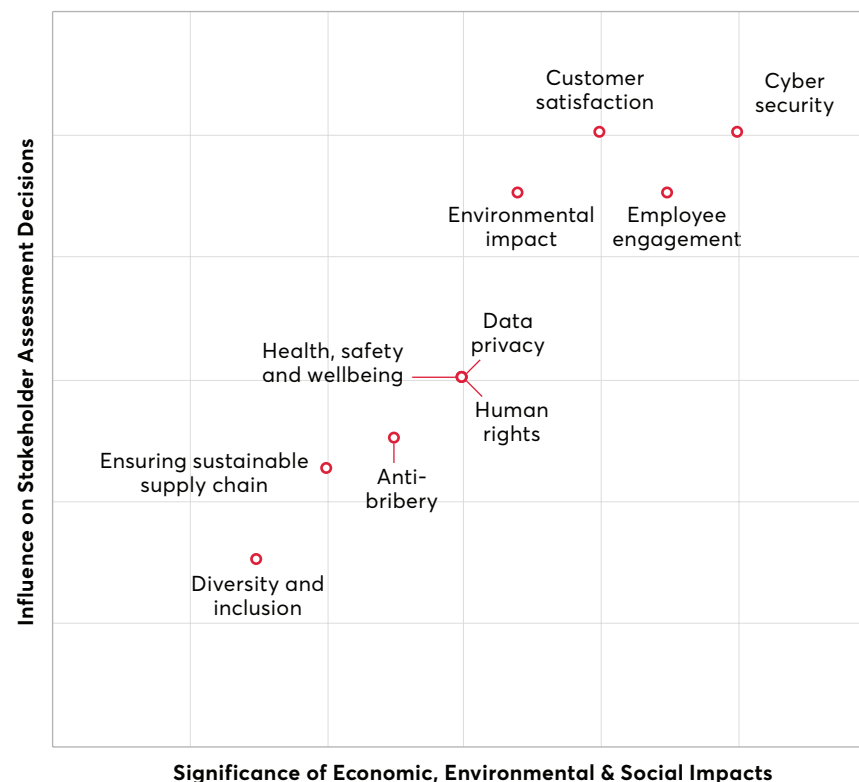 Customer
satisfaction
Cyber
security
Environmental
impact
Employee
engagement
Data
privacy
Health, safety
and wellbeing
Human
rights
Ensuring sustainable
supply chain
Anti-
bribery
Diversity and
inclusion
Influence on Stakeholder Assessment Decisions
Significance of Economic, Environmental & Social Impacts